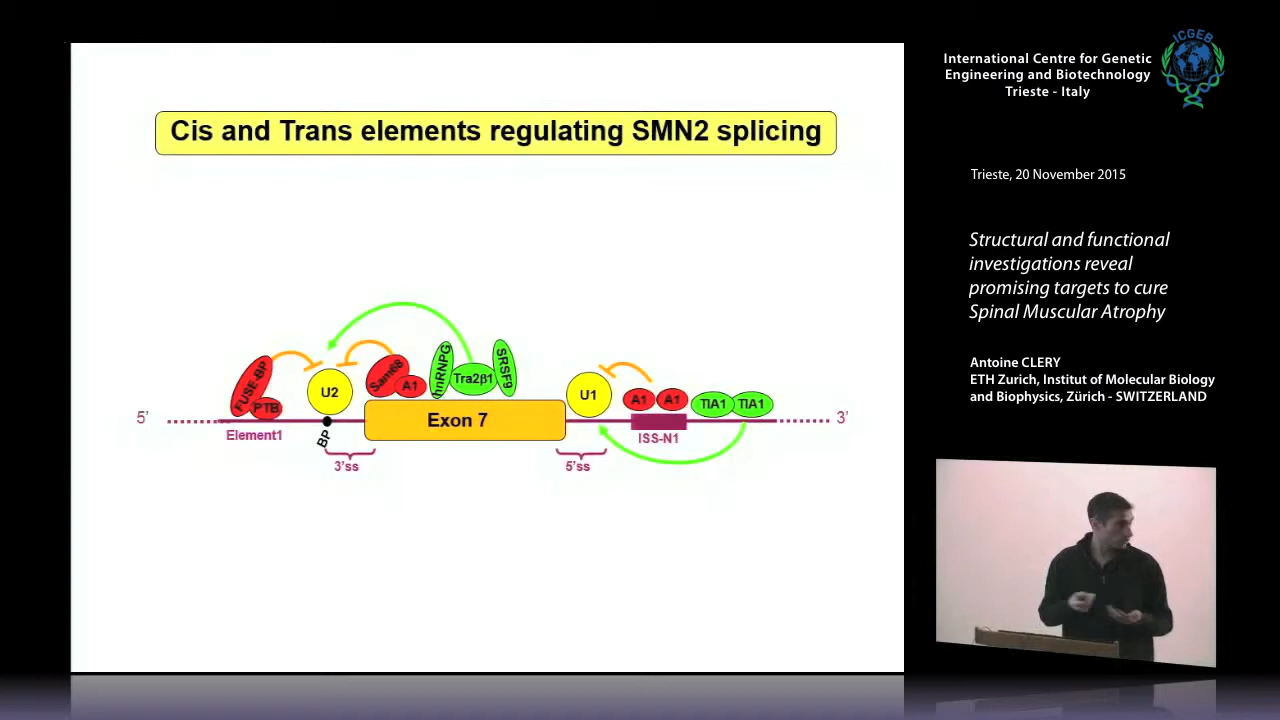 ICGEB
International Centre for Genetic
Engineering and Biotechnology
Trieste - Italy
Cis and Trans elements regulating SMN2 splicing
Trieste, 20 November 2015
Structural and functional
investigations reveal
promising targets to cure
Spinal Muscular Atrophy
Antoine CLERY
ETH Zurich, Institut of Molecular Biology
and Biophysics, Zürich - SWITZERLAND
FUSE-BP
PTB
U2
Sam68
A1
hnRNPG
Tra2β1
SRSF9
U1
A1
A1
TIA1
TIA1
5'
Exon 7
3'
Element1
BP
ISS-N1
3'ss
5'ss